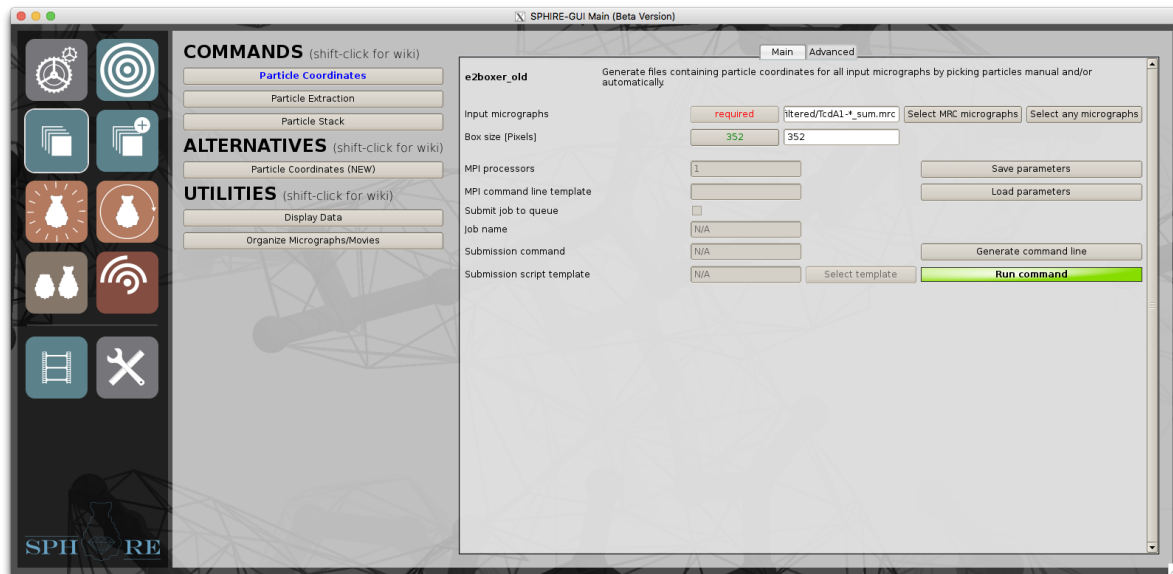 SPHIRE-GUI Main (Beta Version)
COMMANDS (shift-click for wiki)
Particle Coordinates
Particle Extraction
Particle Stack
ALTERNATIVES (shift-click for wiki)
Particle Coordinates (NEW)
UTILITIES (shift-click for wiki)
Display Data
Organize Micrographs/Movies
SPH RE
Main Advanced
e2boxer_old Generate files containing particle coordinates for all input micrographs by picking particles manual and/or
automatically.
Input micrographs required iltered/TcdA1-*_sum.mrc Select MRC micrographs Select any micrographs
Box size [Pixels] 352 352
MPI processors 1 Save parameters
MPI command line template Load parameters
Submit job to queue
Job name N/A
Submission command N/A Generate command line
Submission script template N/A Select template Run command